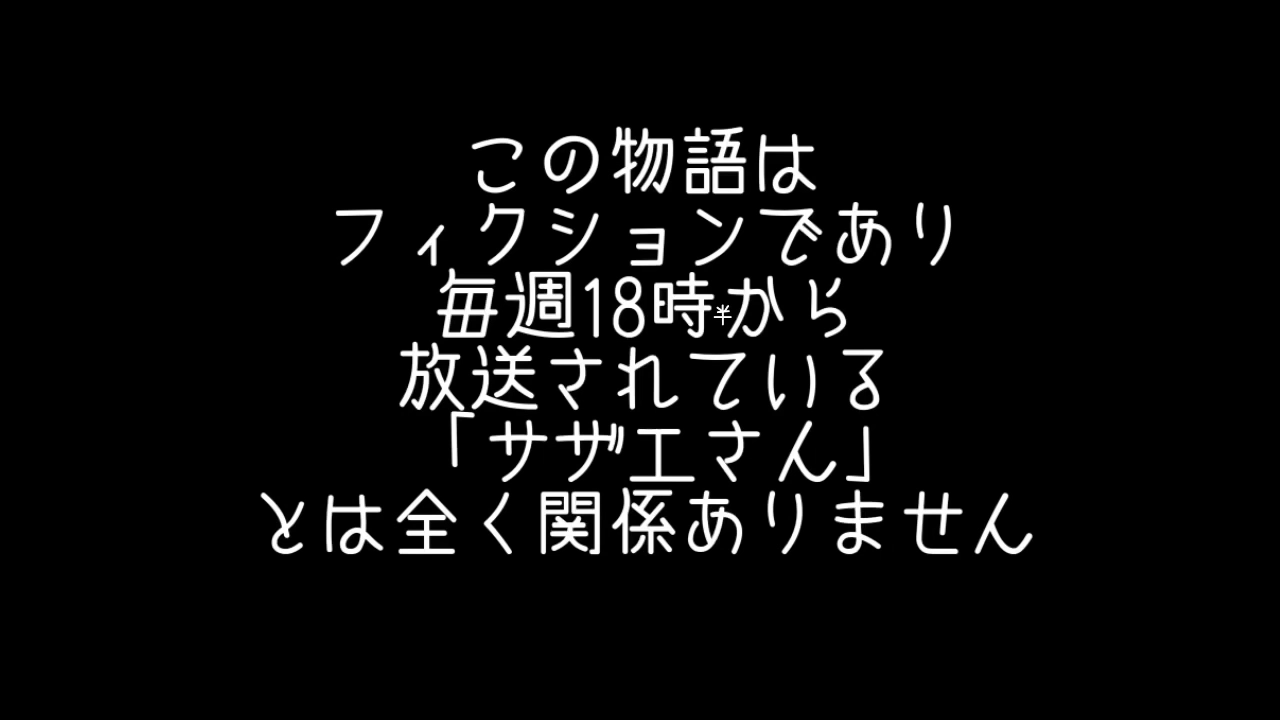 この物語は
フィクションであり
毎週18時半から
放送されている
「サザエさん」
とは全く関係ありません